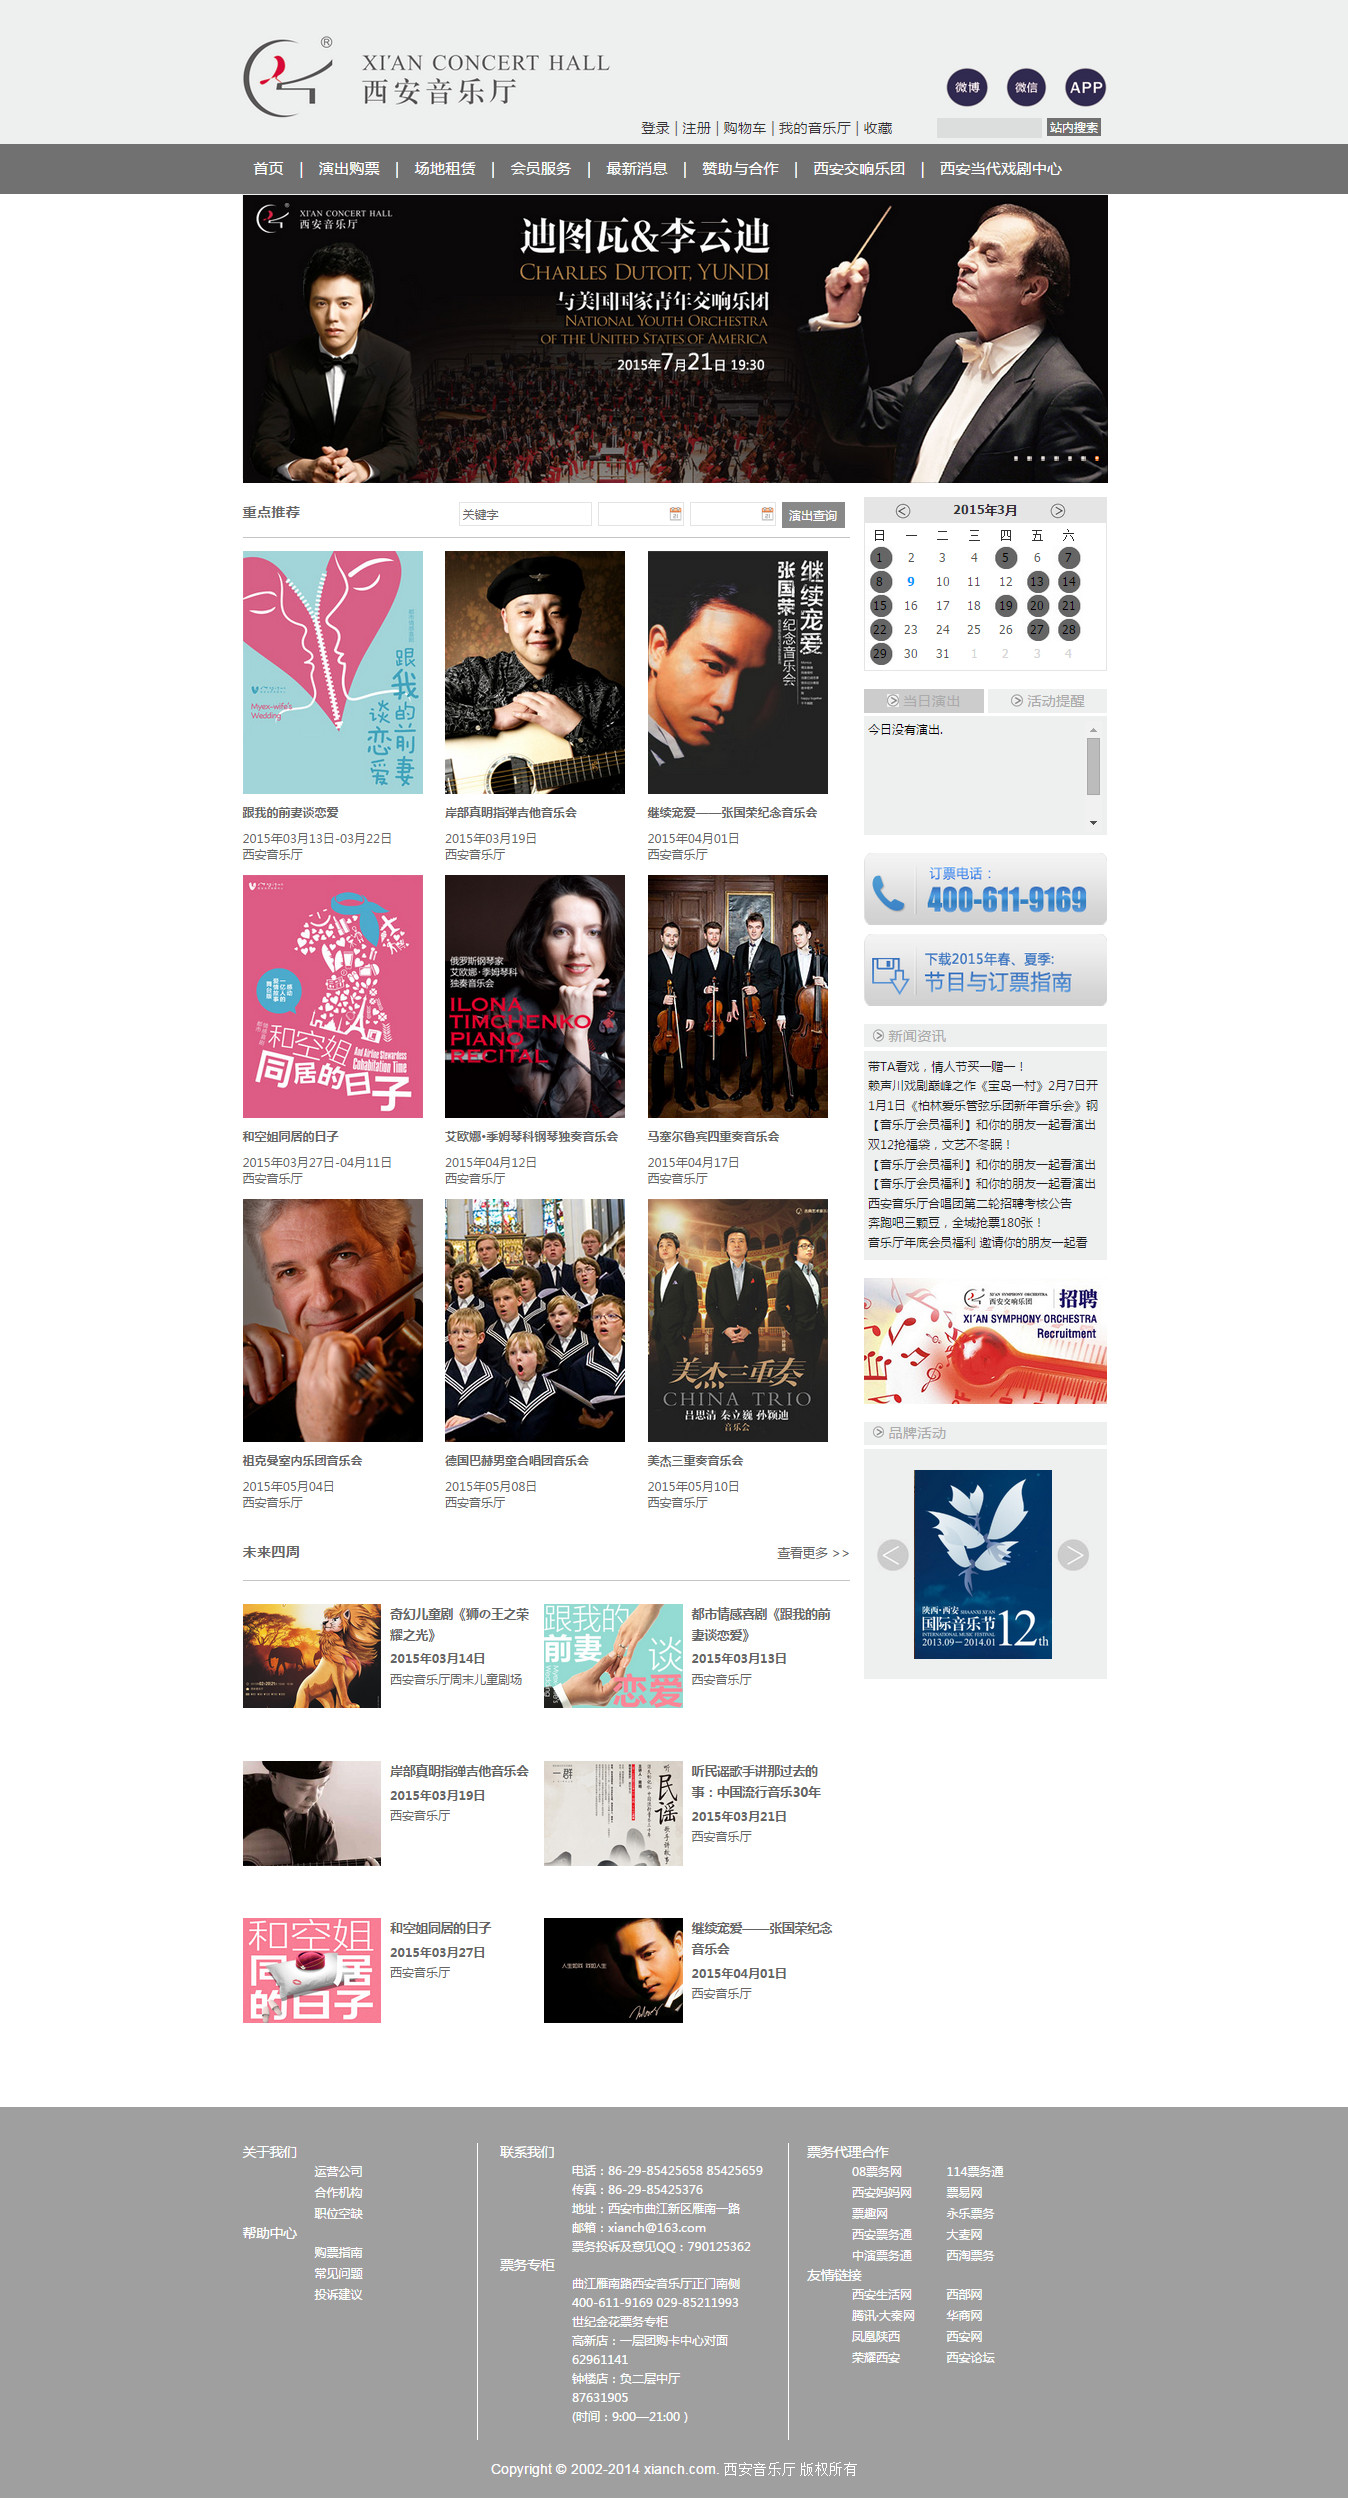 XI'AN CONCERT HALL
西安音乐厅
微博 微信 APP
登录 | 注册 | 购物车 | 我的音乐厅 | 收藏
站内搜索
首页 | 演出购票 | 场地租赁 | 会员服务 | 最新消息 | 赞助与合作 | 西安交响乐团 | 西安当代戏剧中心
XI'AN CONCERT HALL
西安音乐厅
迪图瓦&李云迪
CHARLES DUTOIT, YUNDI
与美国国家青年交响乐团
NATIONAL YOUTH ORCHESTRA
OF THE UNITED STATES OF AMERICA
2015年7月21日 19:30
重点推荐
关键字
演出查询
跟我的前妻谈恋爱
Myex-wife's
Wedding
继续宠爱
张国荣纪念音乐会
跟我的前妻谈恋爱
2015年03月13日-03月22日
西安音乐厅
岸部真明指弹吉他音乐会
2015年03月19日
西安音乐厅
继续宠爱——张国荣纪念音乐会
2015年04月01日
西安音乐厅
和空姐
同居的日子
And Airline Stewardess
Cohabitation Time
俄罗斯钢琴家
艾欧娜·季姆琴科
独奏音乐会
ILONA
TIMCHENKO
PIANO
RECITAL
和空姐同居的日子
2015年03月27日-04月11日
西安音乐厅
艾欧娜•季姆琴科钢琴独奏音乐会
2015年04月12日
西安音乐厅
马塞尔鲁宾四重奏音乐会
2015年04月17日
西安音乐厅
美杰三重奏
CHINA TRIO
吕思清 秦立巍 孙颖迪
音乐会
祖克曼室内乐团音乐会
2015年05月04日
西安音乐厅
德国巴赫男童合唱团音乐会
2015年05月08日
西安音乐厅
美杰三重奏音乐会
2015年05月10日
西安音乐厅
未来四周
查看更多 >>
奇幻儿童剧《狮の王之荣
耀之光》
2015年03月14日
西安音乐厅周末儿童剧场
跟我的
前妻
谈
恋爱
都市情感喜剧《跟我的前
妻谈恋爱》
2015年03月13日
西安音乐厅
岸部真明指弹吉他音乐会
2015年03月19日
西安音乐厅
一群
听民谣歌手讲故事
听民谣歌手讲那过去的
事：中国流行音乐30年
2015年03月21日
西安音乐厅
和空姐
同居
的日子
和空姐同居的日子
2015年03月27日
西安音乐厅
继续宠爱——张国荣纪念
音乐会
2015年04月01日
西安音乐厅
2015年3月
日 一 二 三 四 五 六
1 2 3 4 5 6 7
8 9 10 11 12 13 14
15 16 17 18 19 20 21
22 23 24 25 26 27 28
29 30 31 1 2 3 4
当日演出 活动提醒
今日没有演出.
订票电话：
400-611-9169
下载2015年春、夏季:
节目与订票指南
新闻资讯
带TA看戏，情人节买一赠一！
赖声川戏剧巅峰之作《宝岛一村》2月7日开
1月1日《柏林爱乐管弦乐团新年音乐会》钢
【音乐厅会员福利】和你的朋友一起看演出
双12抢福袋，文艺不冬眠！
【音乐厅会员福利】和你的朋友一起看演出
【音乐厅会员福利】和你的朋友一起看演出
西安音乐厅合唱团第二轮招聘考核公告
奔跑吧三颗豆，全城抢票180张！
音乐厅年底会员福利 邀请你的朋友一起看
XI'AN SYMPHONY ORCHESTRA
西安交响乐团
招聘
XI'AN SYMPHONY ORCHESTRA
Recruitment
品牌活动
陕西·西安 SHAANXI XI'AN
国际音乐节
INTERNATIONAL MUSIC FESTIVAL
2013.09—2014.01
12th
关于我们
运营公司
合作机构
职位空缺
帮助中心
购票指南
常见问题
投诉建议
联系我们
电话：86-29-85425658 85425659
传真：86-29-85425376
地址：西安市曲江新区雁南一路
邮箱：xianch@163.com
票务投诉及意见QQ：790125362
票务专柜
曲江雁南路西安音乐厅正门南侧
400-611-9169 029-85211993
世纪金花票务专柜
高新店：一层团购卡中心对面
62961141
钟楼店：负二层中厅
87631905
(时间：9:00—21:00 )
票务代理合作
08票务网 114票务通
西安妈妈网 票易网
票趣网 永乐票务
西安票务通 大麦网
中演票务通 西淘票务
友情链接
西安生活网 西部网
腾讯·大秦网 华商网
凤凰陕西 西安网
荣耀西安 西安论坛
Copyright © 2002-2014 xianch.com. 西安音乐厅 版权所有